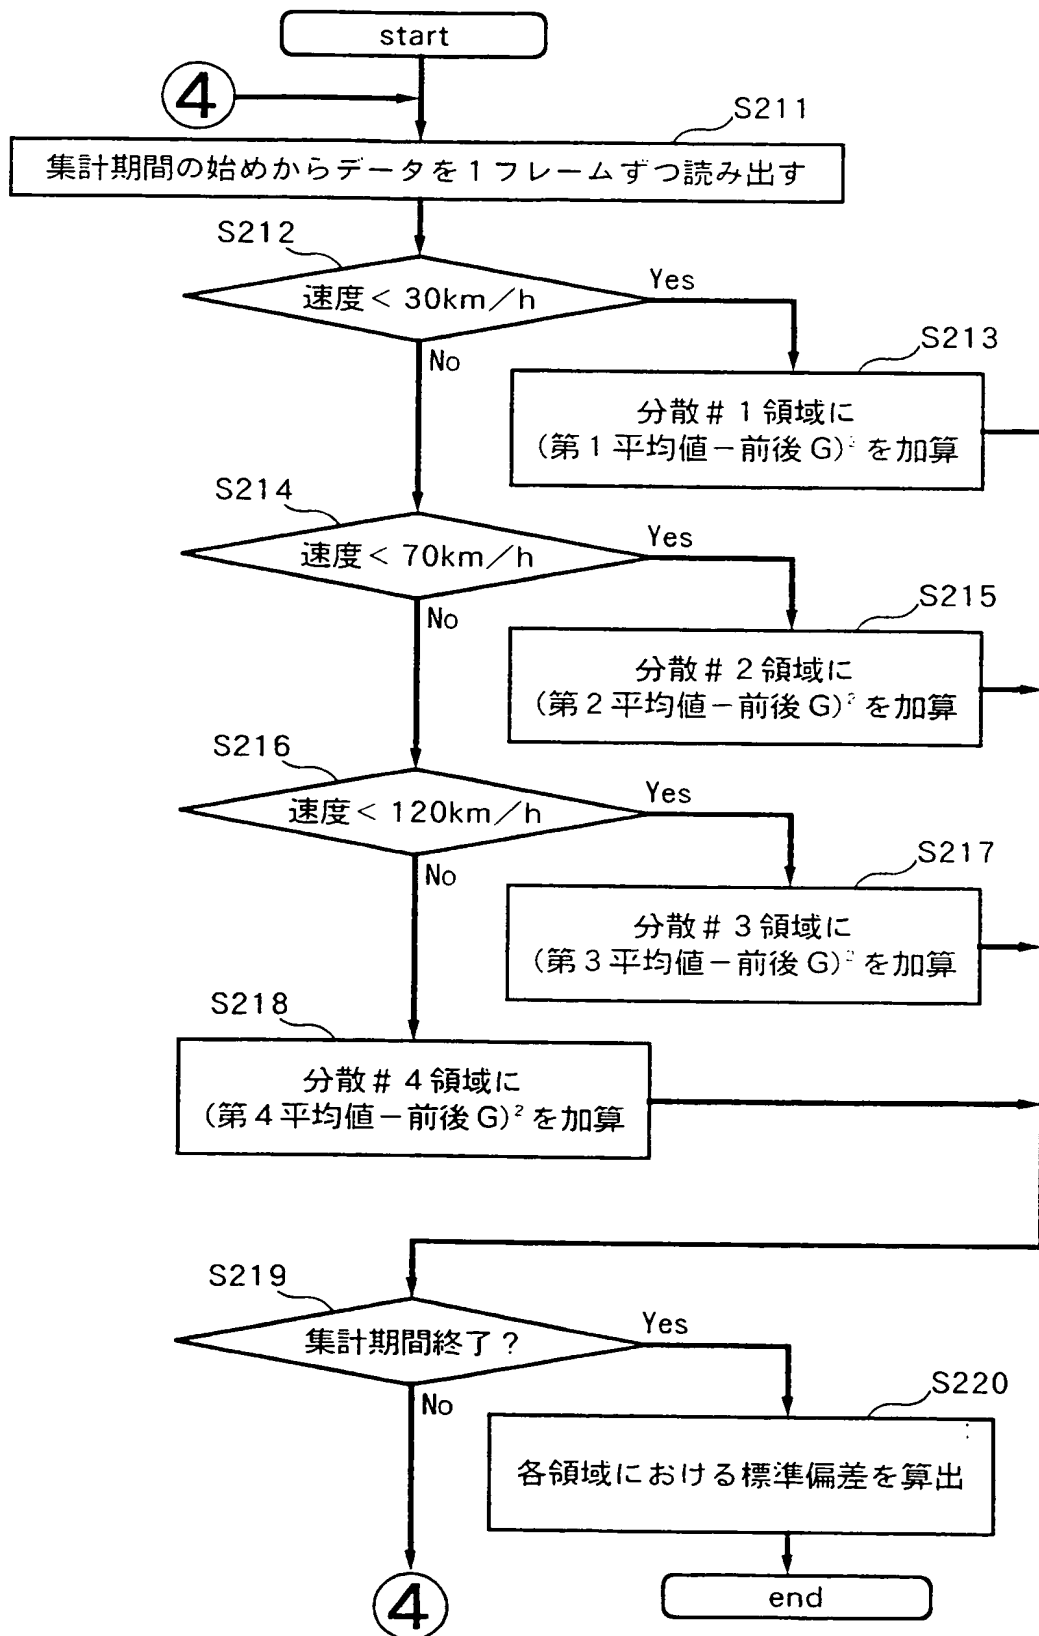 start
④
S211
集計期間の始めからデータを1フレームずつ読み出す
S212
速度＜30km／h
Yes
No
S213
分散＃1領域に
(第1平均値－前後G)² を加算
S214
速度＜70km／h
Yes
No
S215
分散＃2領域に
(第2平均値－前後G)² を加算
S216
速度＜120km／h
Yes
No
S217
分散＃3領域に
(第3平均値－前後G)² を加算
S218
分散＃4領域に
(第4平均値－前後G)² を加算
S219
集計期間終了？
Yes
No
S220
各領域における標準偏差を算出
④
end